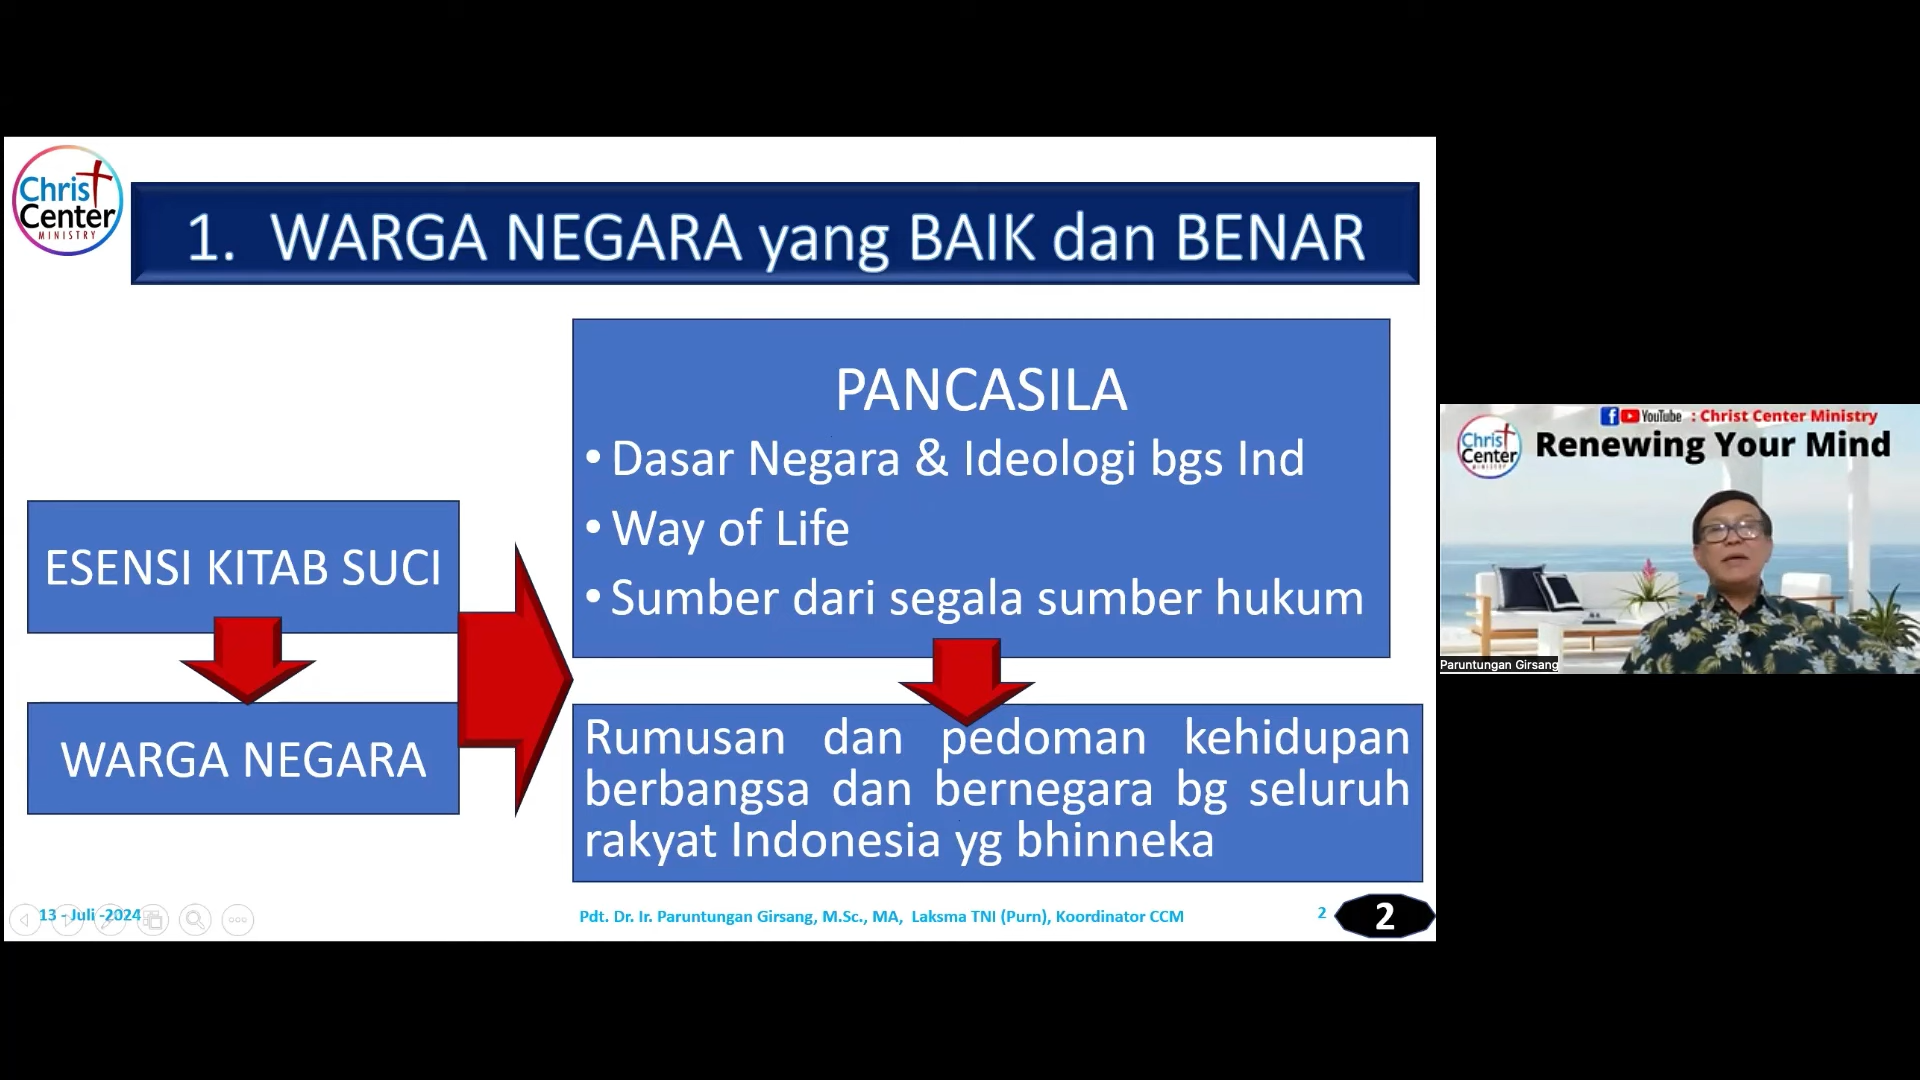 Christ
Center
MINISTRY
1. WARGA NEGARA yang BAIK dan BENAR
PANCASILA
• Dasar Negara & Ideologi bgs Ind
• Way of Life
• Sumber dari segala sumber hukum
ESENSI KITAB SUCI
WARGA NEGARA
Rumusan dan pedoman kehidupan
berbangsa dan bernegara bg seluruh
rakyat Indonesia yg bhinneka
13 - Juli -2024
Pdt. Dr. Ir. Paruntungan Girsang, M.Sc., MA, Laksma TNI (Purn), Koordinator CCM
2
2
YouTube : Christ Center Ministry
Christ
Center
MINISTRY
Renewing Your Mind
Paruntungan Girsang